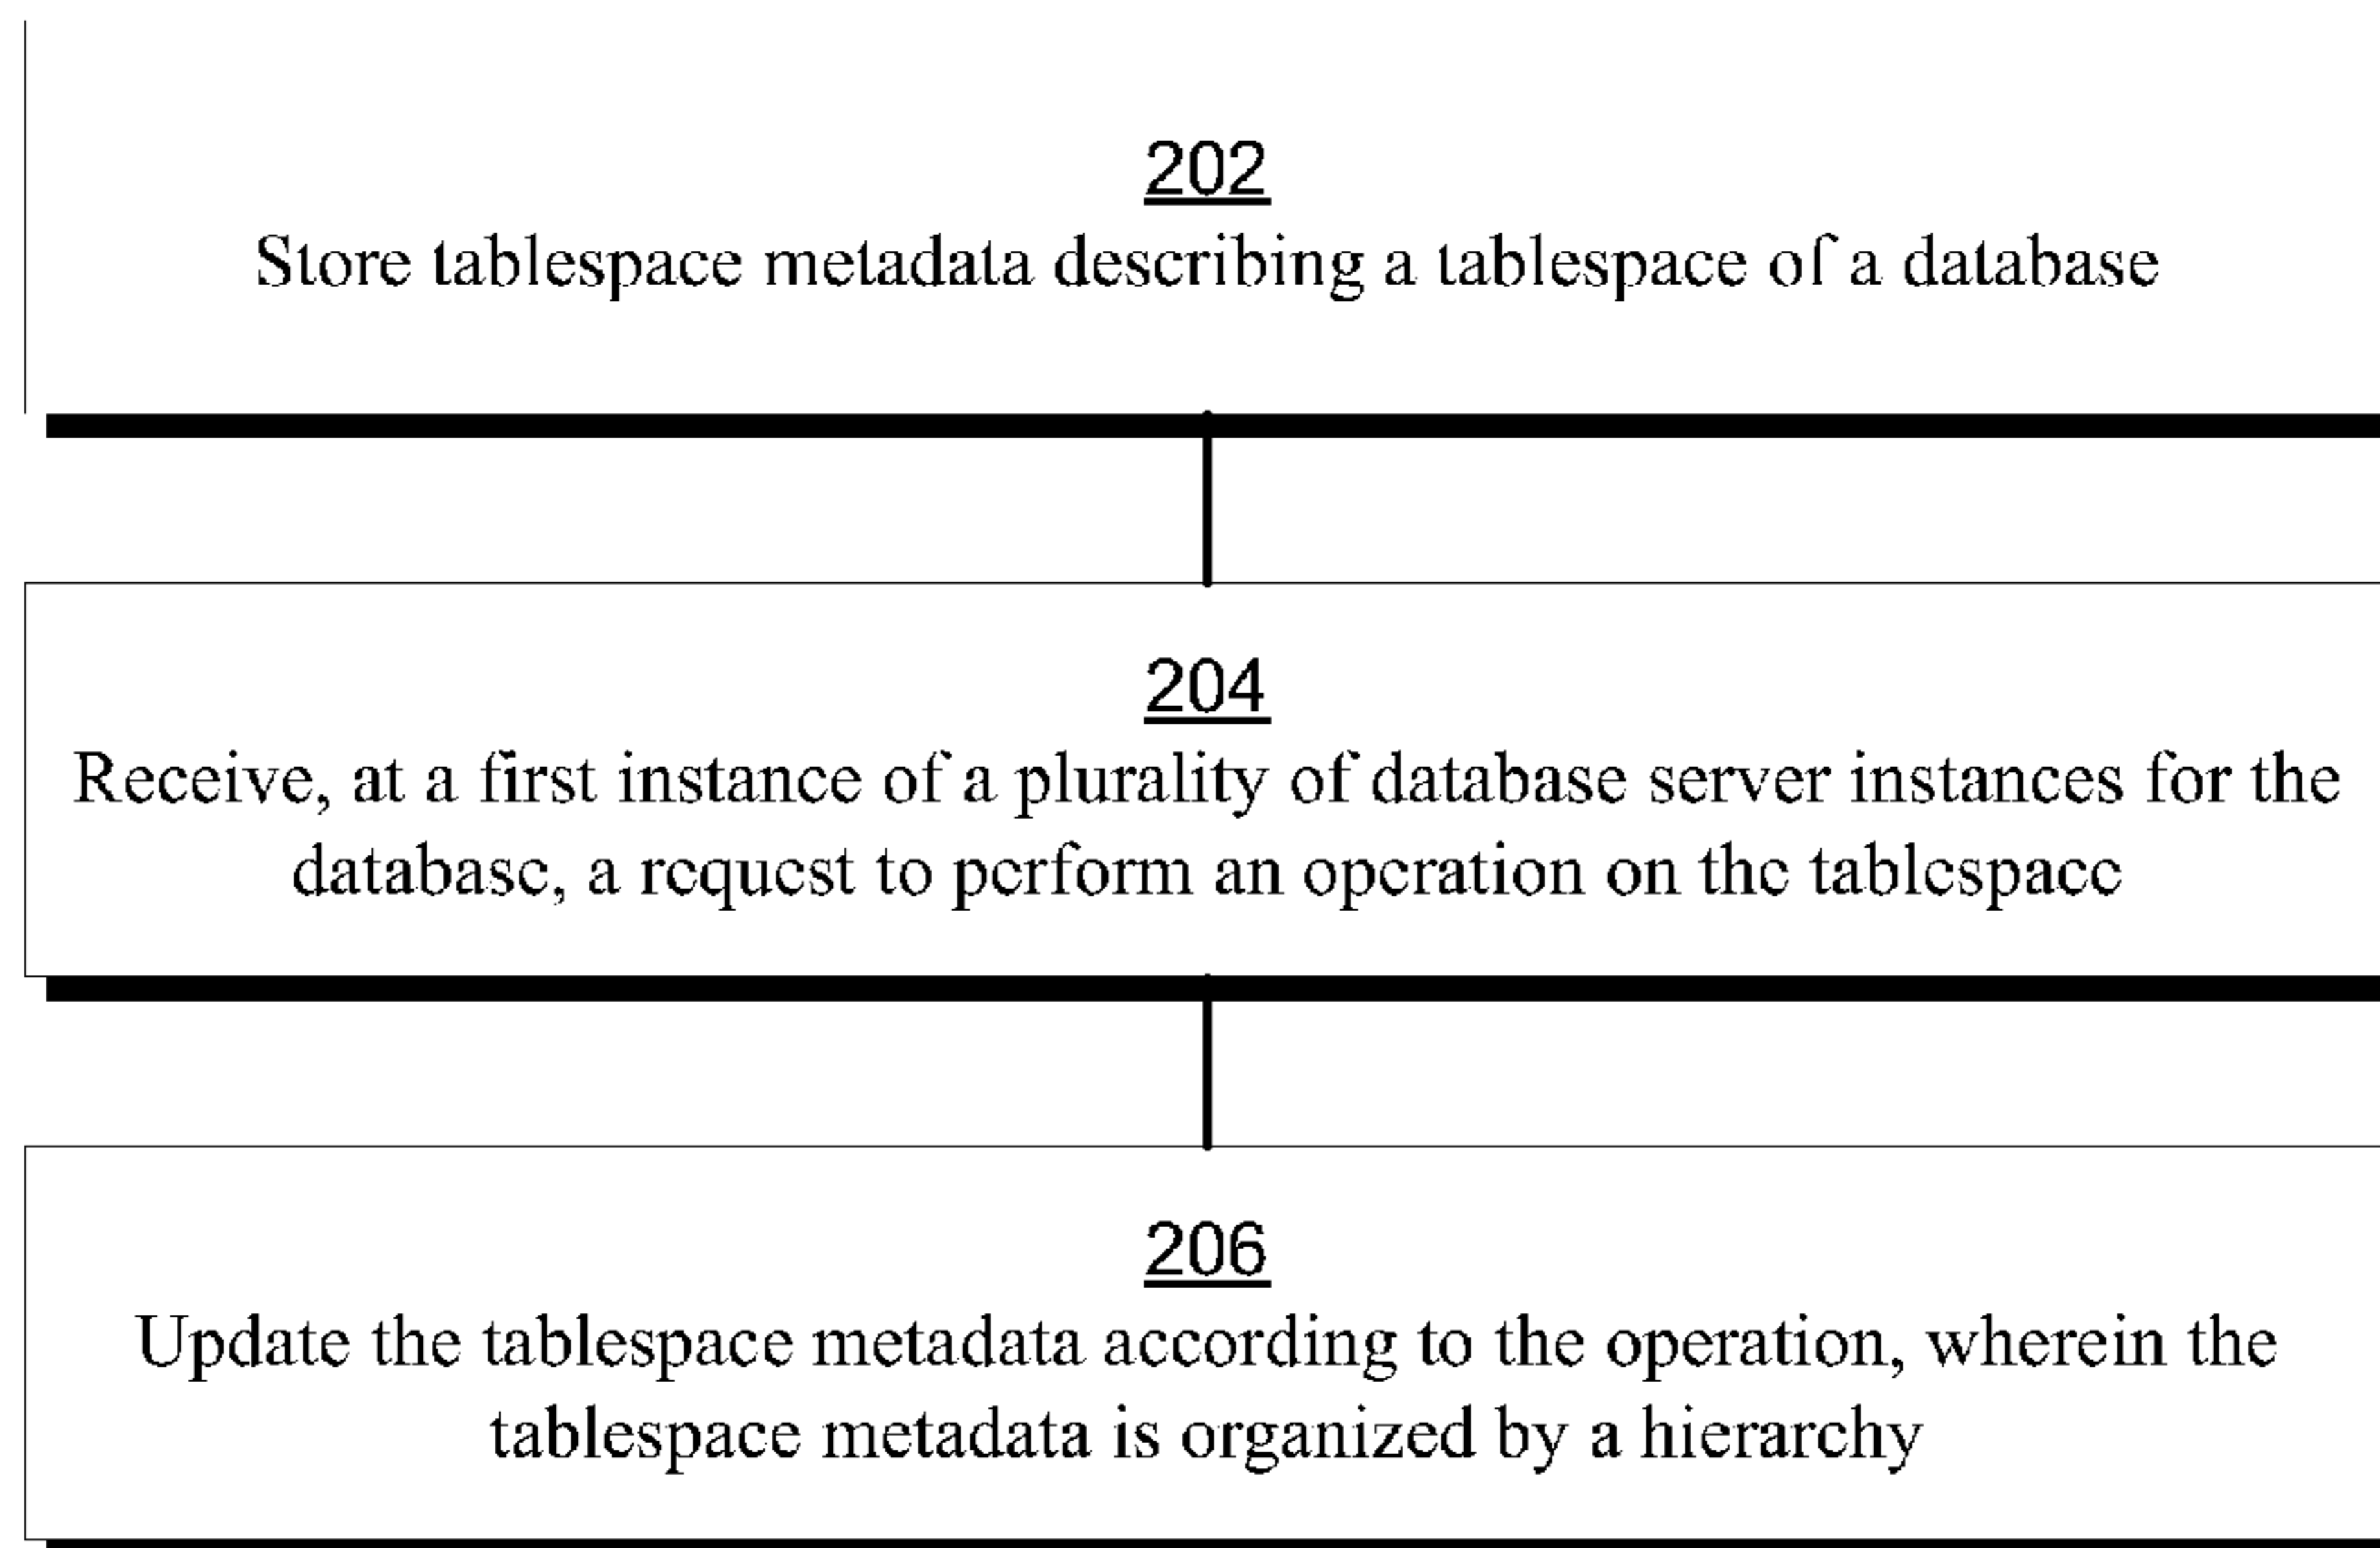 202
Store tablespace metadata describing a tablespace of a database
204
Receive, at a first instance of a plurality of database server instances for the
database, a request to perform an operation on the tablespace
206
Update the tablespace metadata according to the operation, wherein the
tablespace metadata is organized by a hierarchy